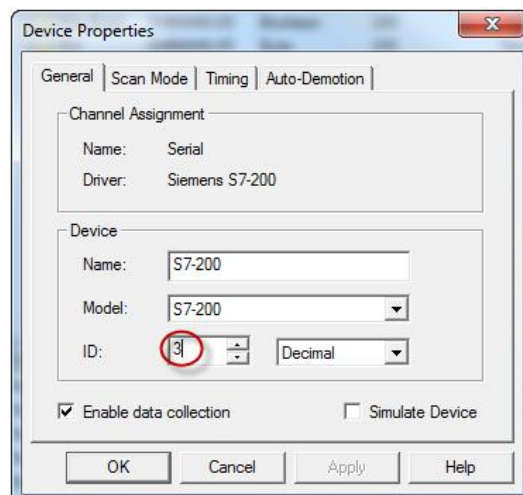 Device Properties
General Scan Mode Timing Auto-Demotion
Channel Assignment
Name: Serial
Driver: Siemens S7-200
Device
Name: S7-200
Model: S7-200
ID: 3 Decimal
Enable data collection Simulate Device
OK Cancel Apply Help